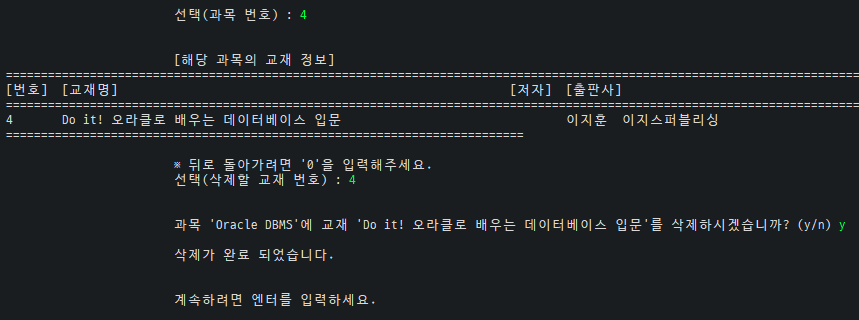 선택(과목 번호) : 4
[해당 과목의 교재 정보]
================================================================================================================
[번호] [교재명] [저자] [출판사]
================================================================================================================
4 Do it! 오라클로 배우는 데이터베이스 입문 이지훈 이지스퍼블리싱
==========================================================================
※ 뒤로 돌아가려면 '0'을 입력해주세요.
선택(삭제할 교재 번호) : 4
과목 'Oracle DBMS'에 교재 'Do it! 오라클로 배우는 데이터베이스 입문'를 삭제하시겠습니까? (y/n) y
삭제가 완료 되었습니다.
계속하려면 엔터를 입력하세요.